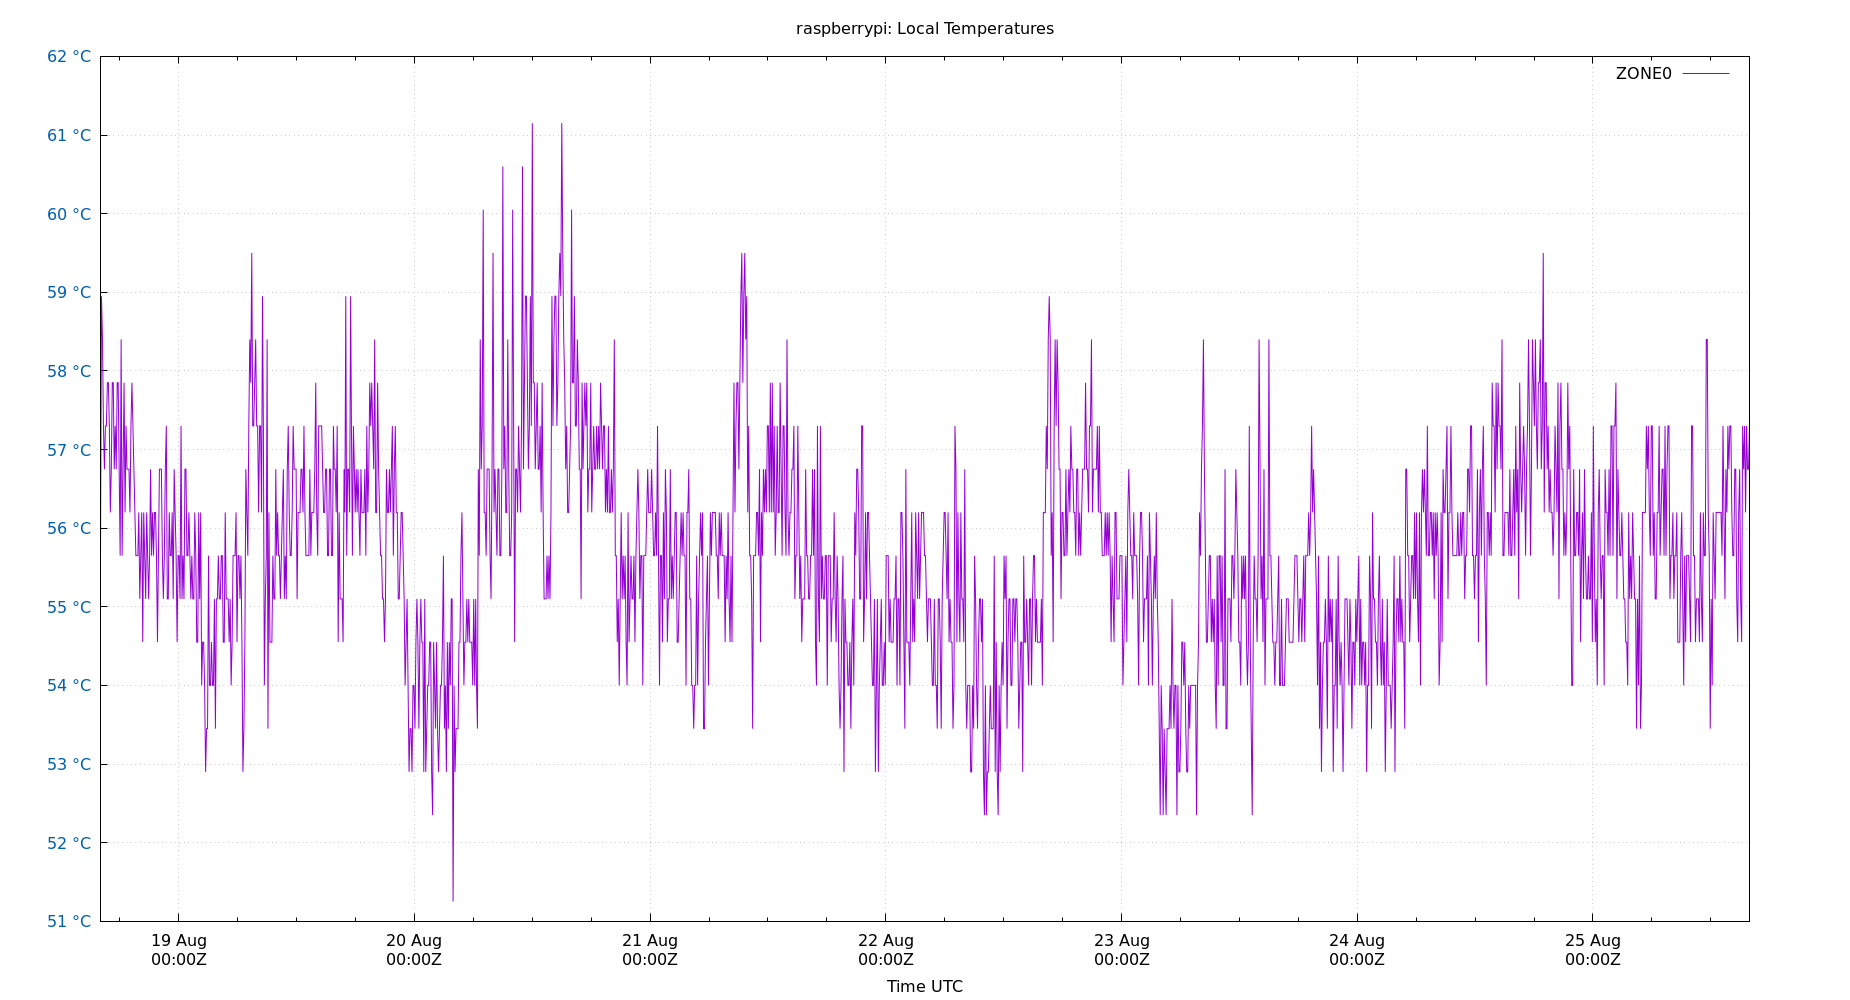 raspberrypi: Local Temperatures
62 °C
61 °C
60 °C
59 °C
58 °C
57 °C
56 °C
55 °C
54 °C
53 °C
52 °C
51 °C
ZONE0
19 Aug
00:00Z
20 Aug
00:00Z
21 Aug
00:00Z
22 Aug
00:00Z
23 Aug
00:00Z
24 Aug
00:00Z
25 Aug
00:00Z
Time UTC